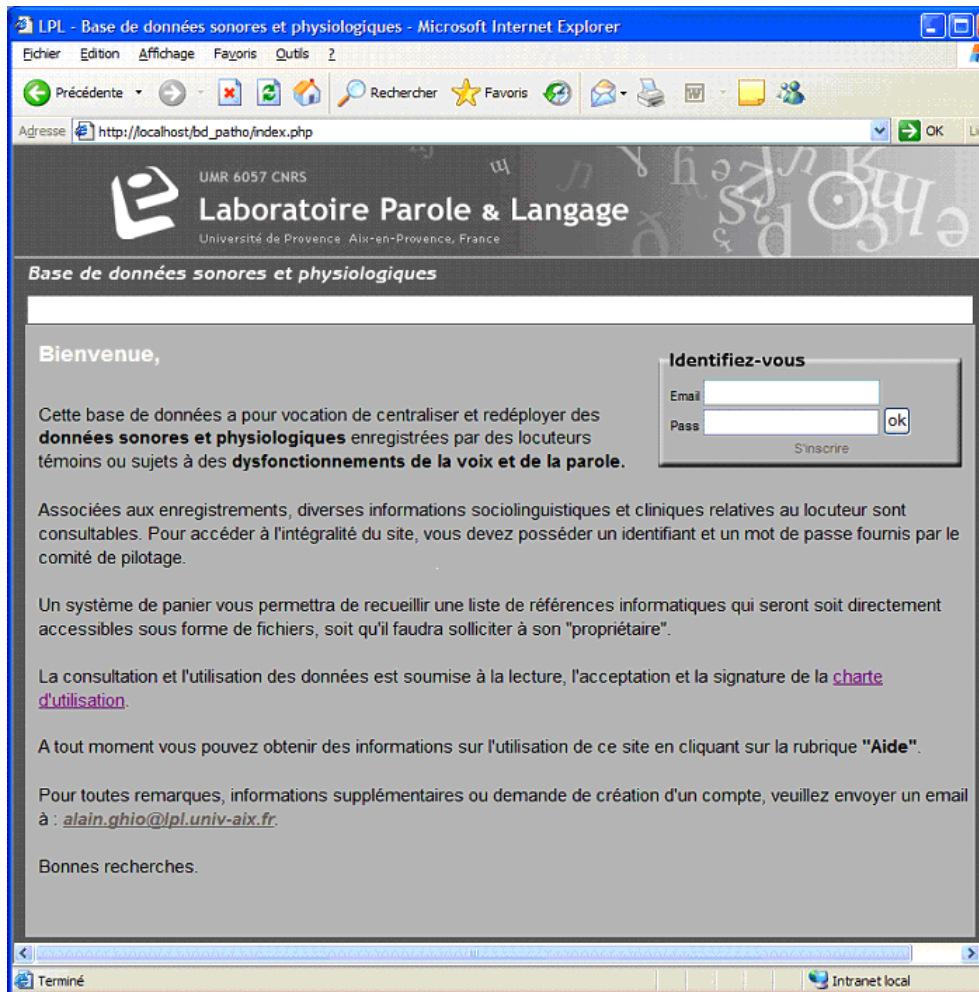 LPL - Base de données sonores et physiologiques - Microsoft Internet Explorer
Fichier Edition Affichage Favoris Outils ?
Précédente Rechercher Favoris
Adresse http://localhost/bd_patho/index.php OK
UMR 6057 CNRS
Laboratoire Parole & Langage
Université de Provence Aix-en-Provence, France
Base de données sonores et physiologiques
Bienvenue,
Identifiez-vous
Email
Pass ok
S'inscrire
Cette base de données a pour vocation de centraliser et redéployer des
données sonores et physiologiques enregistrées par des locuteurs
témoins ou sujets à des dysfonctionnements de la voix et de la parole.
Associées aux enregistrements, diverses informations sociolinguistiques et cliniques relatives au locuteur sont
consultables. Pour accéder à l'intégralité du site, vous devez posséder un identifiant et un mot de passe fournis par le
comité de pilotage.
Un système de panier vous permettra de recueillir une liste de références informatiques qui seront soit directement
accessibles sous forme de fichiers, soit qu'il faudra solliciter à son "propriétaire".
La consultation et l'utilisation des données est soumise à la lecture, l'acceptation et la signature de la charte
d'utilisation.
A tout moment vous pouvez obtenir des informations sur l'utilisation de ce site en cliquant sur la rubrique "Aide".
Pour toutes remarques, informations supplémentaires ou demande de création d'un compte, veuillez envoyer un email
à : alain.ghio@lpl.univ-aix.fr.
Bonnes recherches.
Terminé Intranet local